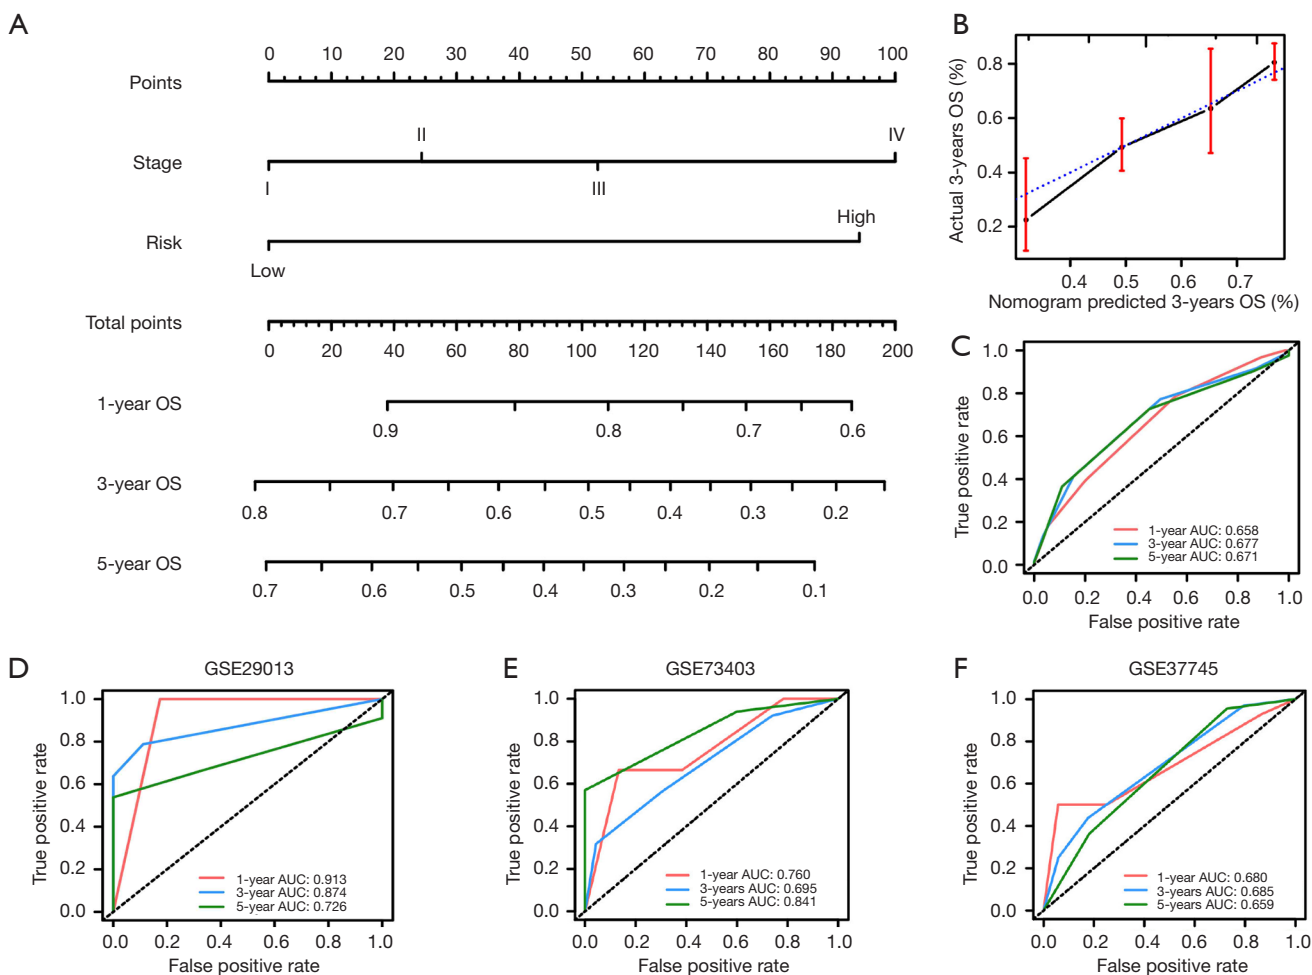 A
Points
0 10 20 30 40 50 60 70 80 90 100
Stage
II IV
I III
Risk
High
Low
Total points
0 20 40 60 80 100 120 140 160 180 200
1-year OS
0.9 0.8 0.7 0.6
3-year OS
0.8 0.7 0.6 0.5 0.4 0.3 0.2
5-year OS
0.7 0.6 0.5 0.4 0.3 0.2 0.1
B
Actual 3-years OS (%)
0.8
0.6
0.4
0.2
0.4 0.5 0.6 0.7
Nomogram predicted 3-years OS (%)
C
True positive rate
1.0
0.8
0.6
0.4
0.2
0.0
1-year AUC: 0.658
3-year AUC: 0.677
5-year AUC: 0.671
0.0 0.2 0.4 0.6 0.8 1.0
False positive rate
D
GSE29013
True positive rate
1.0
0.8
0.6
0.4
0.2
0.0
1-year AUC: 0.913
3-year AUC: 0.874
5-year AUC: 0.726
0.0 0.2 0.4 0.6 0.8 1.0
False positive rate
E
GSE73403
True positive rate
1.0
0.8
0.6
0.4
0.2
0.0
1-year AUC: 0.760
3-years AUC: 0.695
5-years AUC: 0.841
0.0 0.2 0.4 0.6 0.8 1.0
False positive rate
F
GSE37745
True positive rate
1.0
0.8
0.6
0.4
0.2
0.0
1-year AUC: 0.680
3-years AUC: 0.685
5-years AUC: 0.659
0.0 0.2 0.4 0.6 0.8 1.0
False positive rate